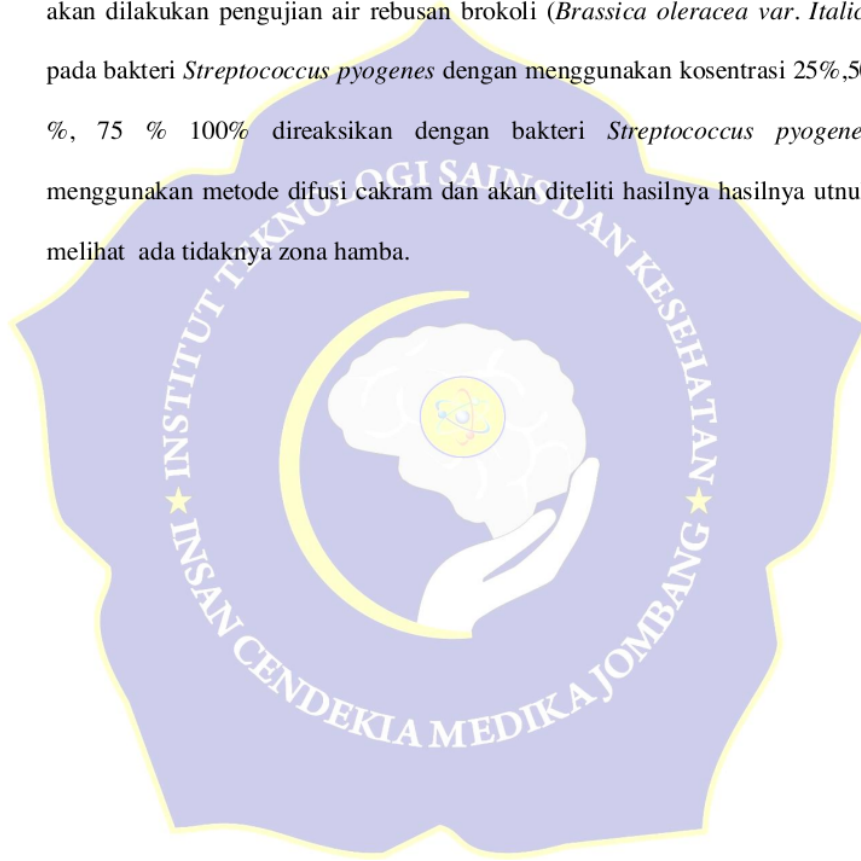 akan dilakukan pengujian air rebusan brokoli (Brassica oleracea var. Italic
pada bakteri Streptococcus pyogenes dengan menggunakan kosentrasi 25%,50
%, 75 % 100% direaksikan dengan bakteri Streptococcus pyogene
menggunakan metode difusi cakram dan akan diteliti hasilnya hasilnya utnu
melihat ada tidaknya zona hamba.
INSTITUT TEKNOLOGI SAINS DAN KESEHATAN
INSAN CENDEKIA MEDIKA JOMBANG